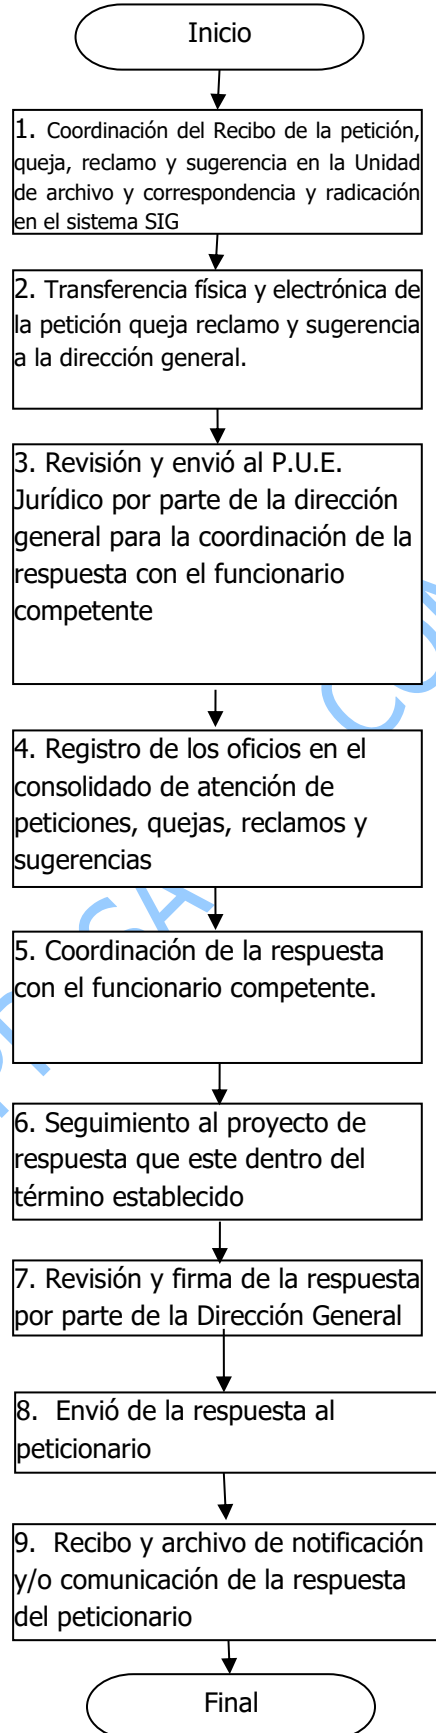 Inicio
1. Coordinación del Recibo de la petición,
queja, reclamo y sugerencia en la Unidad
de archivo y correspondencia y radicación
en el sistema SIG
2. Transferencia física y electrónica de
la petición queja reclamo y sugerencia
a la dirección general.
3. Revisión y envió al P.U.E.
Jurídico por parte de la dirección
general para la coordinación de la
respuesta con el funcionario
competente
4. Registro de los oficios en el
consolidado de atención de
peticiones, quejas, reclamos y
sugerencias
5. Coordinación de la respuesta
con el funcionario competente.
6. Seguimiento al proyecto de
respuesta que este dentro del
término establecido
7. Revisión y firma de la respuesta
por parte de la Dirección General
8. Envió de la respuesta al
peticionario
9. Recibo y archivo de notificación
y/o comunicación de la respuesta
del peticionario
Final